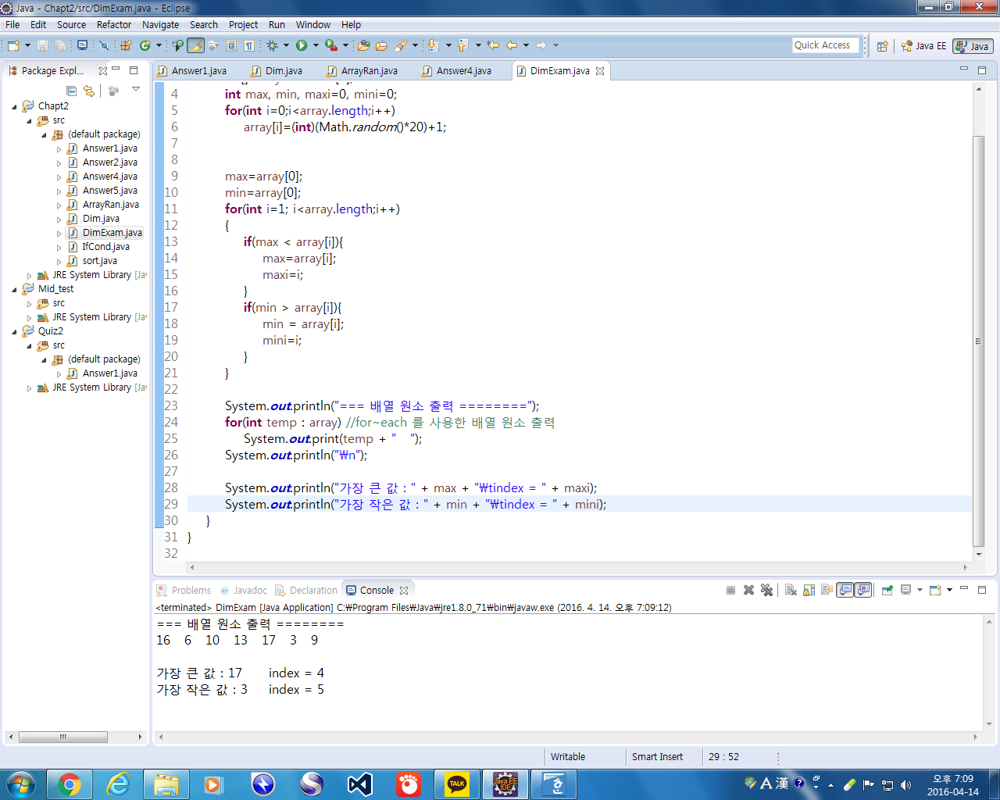 Java - Chapt2/src/DimExam.java - Eclipse
File Edit Source Refactor Navigate Search Project Run Window Help
Quick Access
Java EE
Java
Package Expl...
Answer1.java
Dim.java
ArrayRan.java
Answer4.java
DimExam.java
Chapt2
src
(default package)
Answer1.java
Answer2.java
Answer4.java
Answer5.java
ArrayRan.java
Dim.java
DimExam.java
IfCond.java
sort.java
JRE System Library [Jav
Mid_test
src
JRE System Library [Jav
Quiz2
src
(default package)
Answer1.java
JRE System Library [Jav
4 int max, min, maxi=0, mini=0;
5 for(int i=0;i<array.length;i++)
6 array[i]=(int)(Math.random()*20)+1;
7
8
9 max=array[0];
10 min=array[0];
11 for(int i=1; i<array.length;i++)
12 {
13 if(max < array[i]){
14 max=array[i];
15 maxi=i;
16 }
17 if(min > array[i]){
18 min = array[i];
19 mini=i;
20 }
21 }
22
23 System.out.println("=== 배열 원소 출력 ========");
24 for(int temp : array) //for~each 를 사용한 배열 원소 출력
25 System.out.print(temp + "  ");
26 System.out.println("₩n");
27
28 System.out.println("가장 큰 값 : " + max + "₩tindex = " + maxi);
29 System.out.println("가장 작은 값 : " + min + "₩tindex = " + mini);
30 }
31 }
32
Problems @ Javadoc Declaration Console
<terminated> DimExam [Java Application] C:₩Program Files₩Java₩jre1.8.0_71₩bin₩javaw.exe (2016. 4. 14. 오후 7:09:12)
=== 배열 원소 출력 ========
16 6 10 13 17 3 9
가장 큰 값 : 17 index = 4
가장 작은 값 : 3 index = 5
Writable
Smart Insert
29 : 52
TALK
Java EE IDE
한
A 漢
오후 7:09
2016-04-14